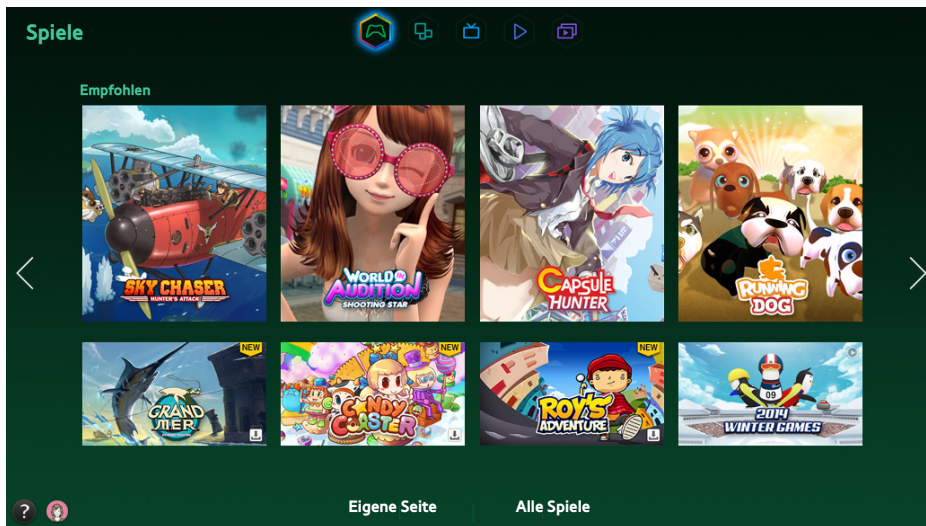 Spiele
Empfohlen
SKY CHASER
HUNTER'S ATTACK
WORLD IN
AUDITION
SHOOTING STAR
CAPSULE
HUNTER
RUNNING
DOG
NEW
GRAND
MER
NEW
CANDY
COASTER
NEW
ROY'S
ADVENTURE
09
2014
WINTER GAMES
?
Eigene Seite
Alle Spiele